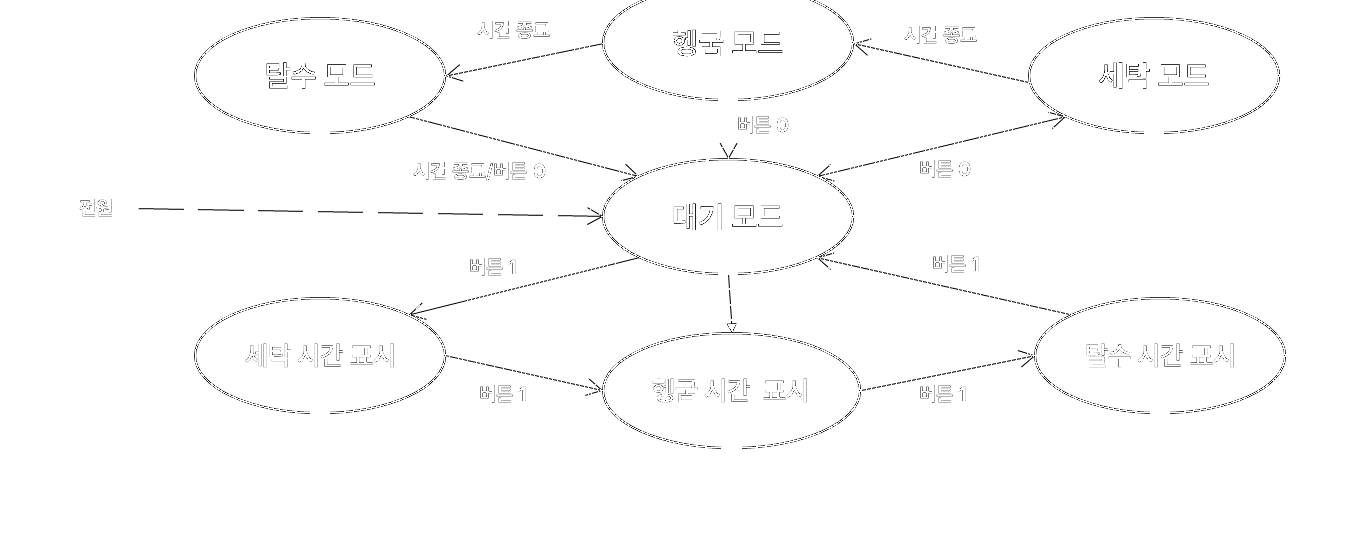 시간 종료
헹굼 모드
시간 종료
탈수 모드
세탁 모드
버튼 0
시간 종료/버튼 0
버튼 0
전원
대기 모드
버튼 1
버튼 1
세탁 시간 표시
헹굼 시간 표시
탈수 시간 표시
버튼 1
버튼 1